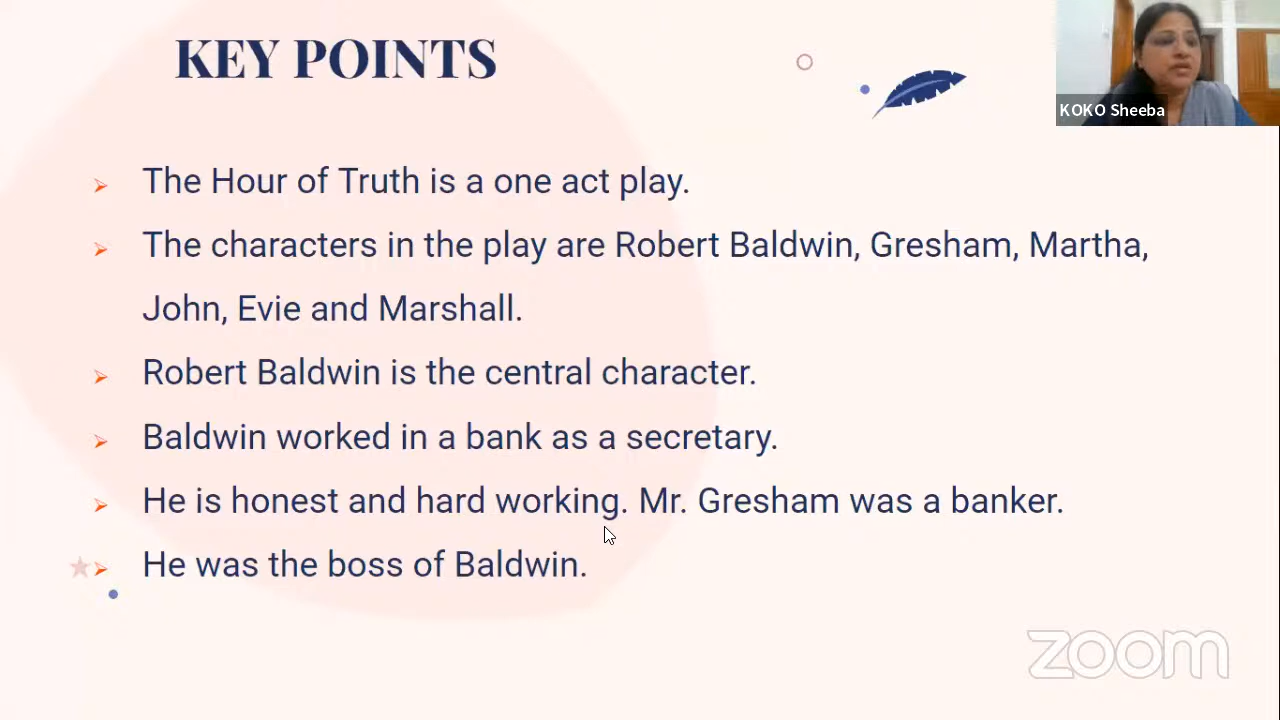 KEY POINTS
KOKO Sheeba
The Hour of Truth is a one act play.
The characters in the play are Robert Baldwin, Gresham, Martha,
John, Evie and Marshall.
Robert Baldwin is the central character.
Baldwin worked in a bank as a secretary.
He is honest and hard working. Mr. Gresham was a banker.
He was the boss of Baldwin.
zoom